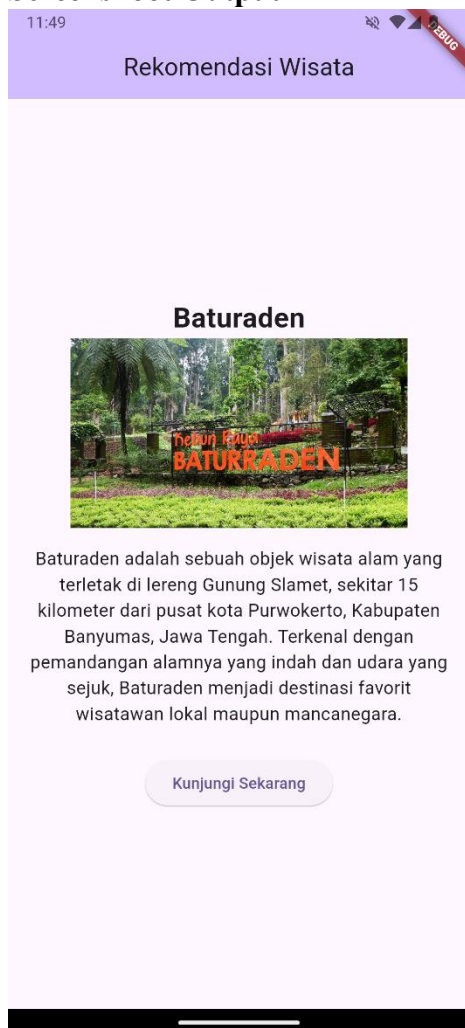 Screenshoot Output:
11:49
DEBUG
Rekomendasi Wisata
Baturaden
Kebun Raya
BATURRADEN
Baturaden adalah sebuah objek wisata alam yang
terletak di lereng Gunung Slamet, sekitar 15
kilometer dari pusat kota Purwokerto, Kabupaten
Banyumas, Jawa Tengah. Terkenal dengan
pemandangan alamnya yang indah dan udara yang
sejuk, Baturaden menjadi destinasi favorit
wisatawan lokal maupun mancanegara.
Kunjungi Sekarang